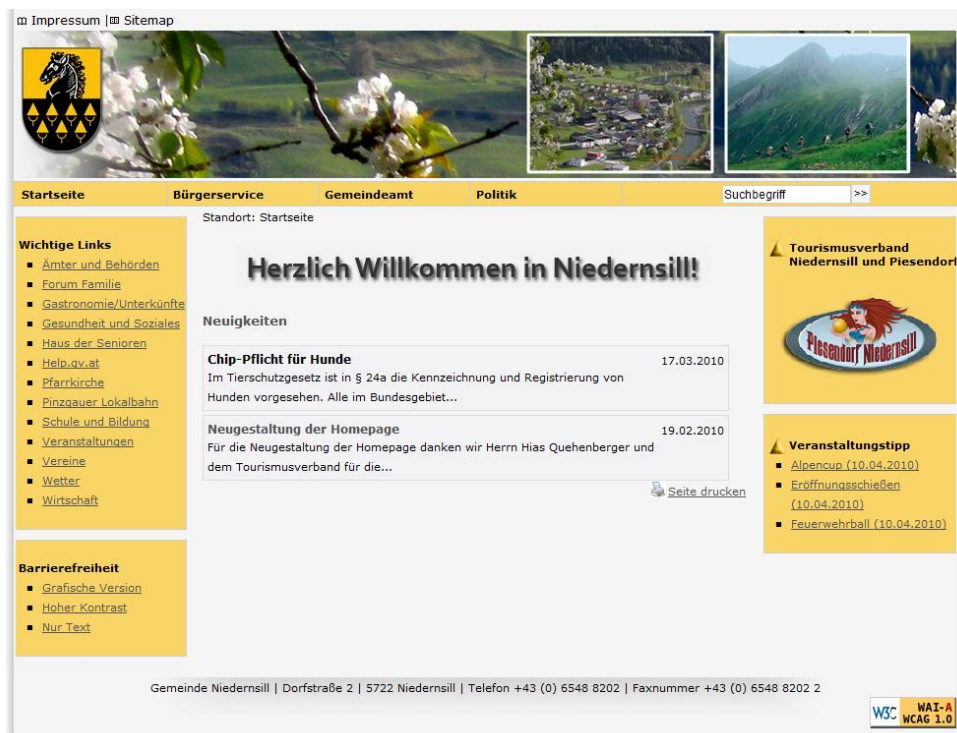 Impressum | Sitemap
Startseite Bürgerservice Gemeindeamt Politik Suchbegriff >>
Standort: Startseite
Wichtige Links
Ämter und Behörden
Forum Familie
Gastronomie/Unterkünfte
Gesundheit und Soziales
Haus der Senioren
Help.gv.at
Pfarrkirche
Pinzgauer Lokalbahn
Schule und Bildung
Veranstaltungen
Vereine
Wetter
Wirtschaft
Barrierefreiheit
Grafische Version
Hoher Kontrast
Nur Text
Herzlich Willkommen in Niedernsill!
Neuigkeiten
Chip-Pflicht für Hunde 17.03.2010
Im Tierschutzgesetz ist in § 24a die Kennzeichnung und Registrierung von
Hunden vorgesehen. Alle im Bundesgebiet...
Neugestaltung der Homepage 19.02.2010
Für die Neugestaltung der Homepage danken wir Herrn Hias Quehenberger und
dem Tourismusverband für die...
Seite drucken
Tourismusverband
Niedernsill und Piesendorf
Piesendorf Niedernsill
Veranstaltungstipp
Alpencup (10.04.2010)
Eröffnungsschießen
(10.04.2010)
Feuerwehrball (10.04.2010)
Gemeinde Niedernsill | Dorfstraße 2 | 5722 Niedernsill | Telefon +43 (0) 6548 8202 | Faxnummer +43 (0) 6548 8202 2
W3C WAI-A
WCAG 1.0